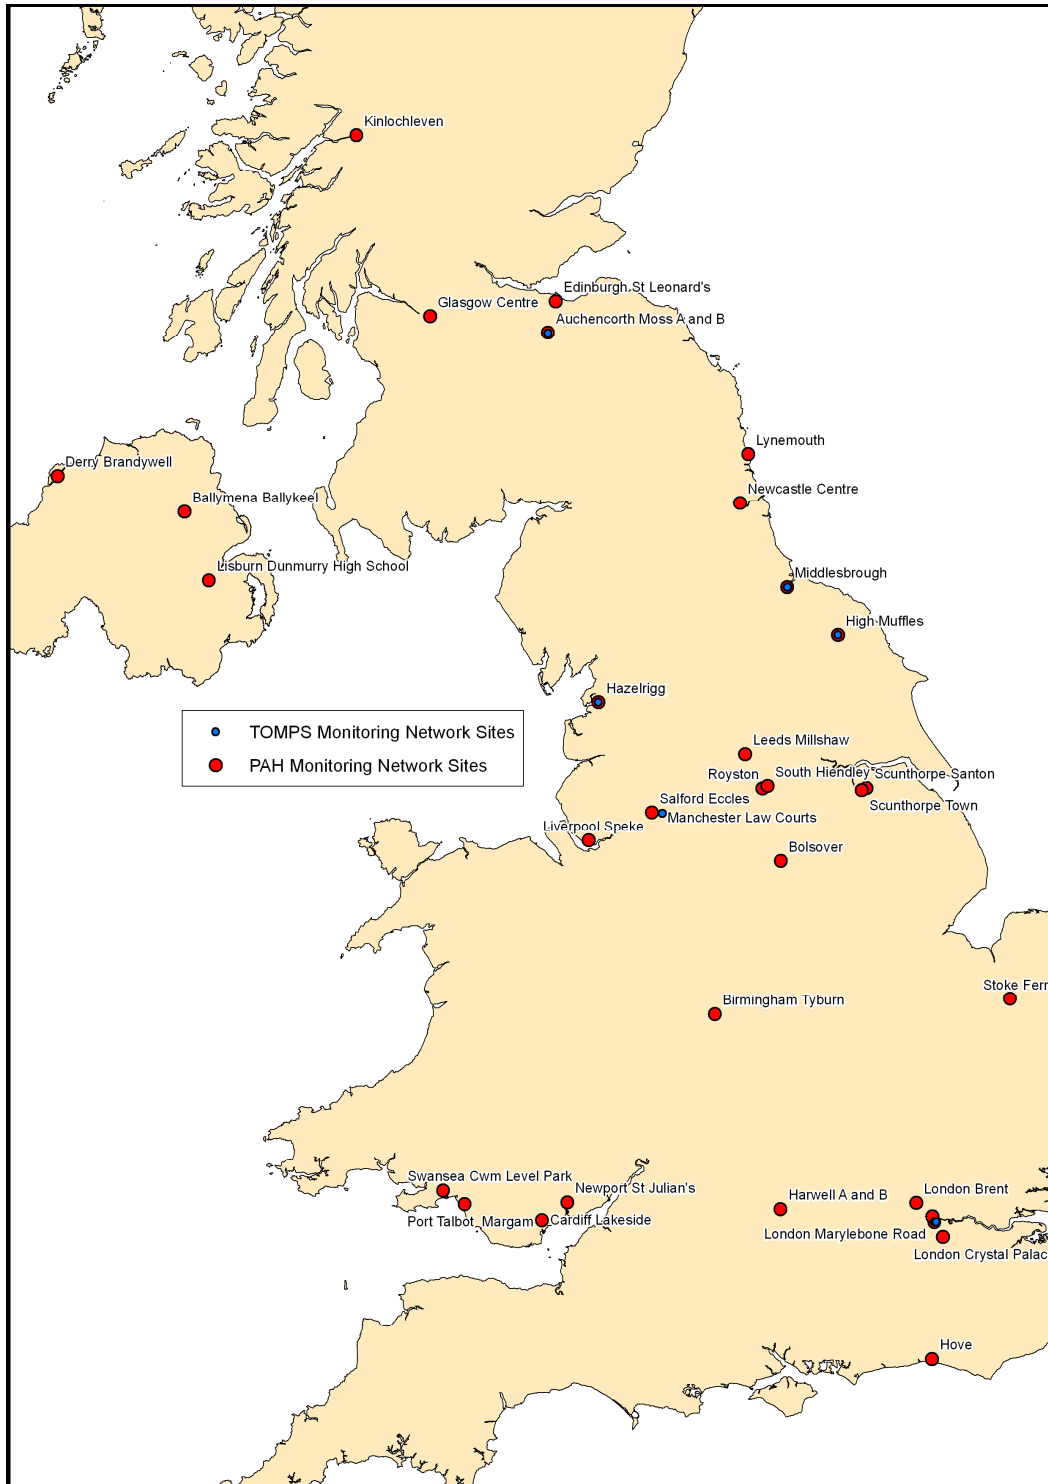 Kinlochleven
Edinburgh St Leonard's
Glasgow Centre
Auchencorth Moss A and B
Lynemouth
Derry Brandywell
Newcastle Centre
Ballymena Ballykeel
Lisburn Dunmurry High School
Middlesbrough
High Muffles
Hazelrigg
TOMPS Monitoring Network Sites
PAH Monitoring Network Sites
Leeds Millshaw
Royston
South Hiendley
Scunthorpe Santon
Salford Eccles
Scunthorpe Town
Manchester Law Courts
Liverpool Speke
Bolsover
Stoke Ferr
Birmingham Tyburn
Swansea Cwm Level Park
Newport St Julian's
Harwell A and B
London Brent
Port Talbot Margam
Cardiff Lakeside
London Marylebone Road
London Crystal Palac
Hove